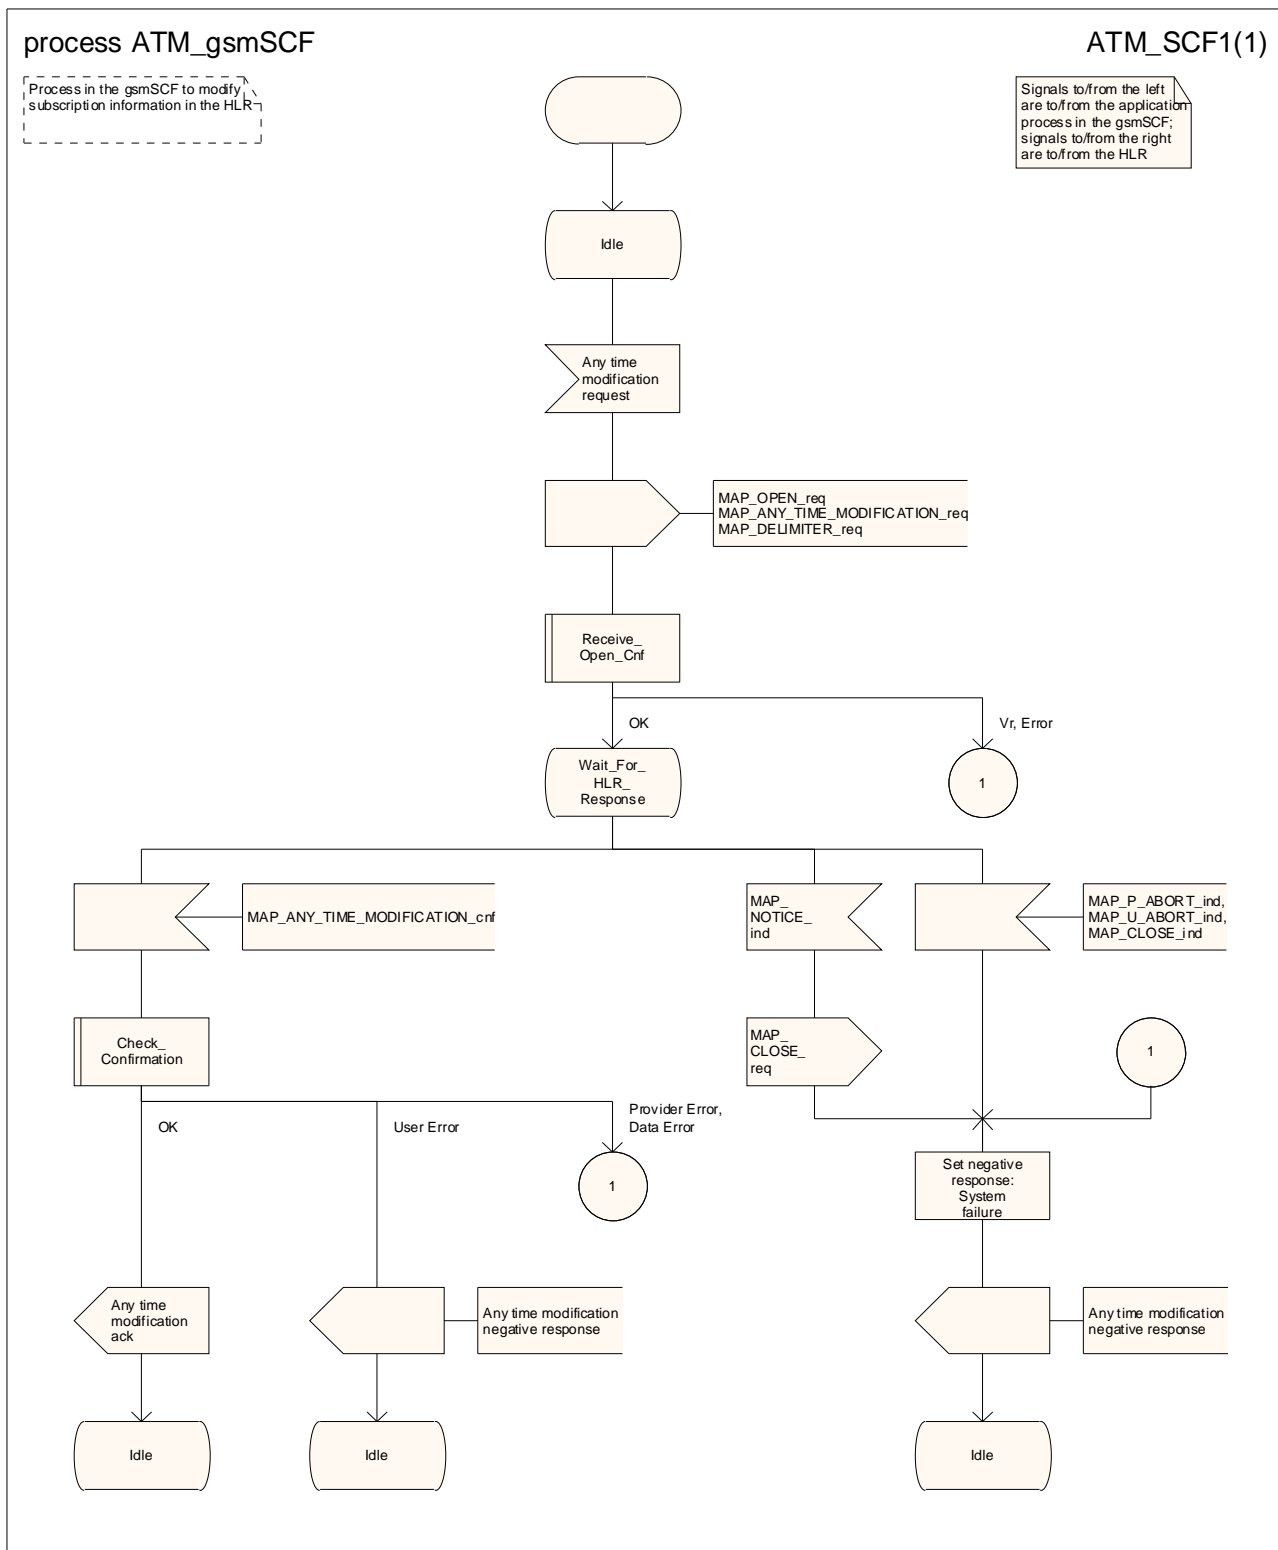 process ATM_gsmSCF
ATM_SCF1(1)
Process in the gsmSCF to modify
subscription information in the HLR
Signals to/from the left
are to/from the application
process in the gsmSCF;
signals to/from the right
are to/from the HLR
Idle
Any time
modification
request
MAP_OPEN_req
MAP_ANY_TIME_MODIFICATION_req
MAP_DELIMITER_req
Receive_
Open_Cnf
OK
Vr, Error
Wait_For_
HLR_
Response
1
MAP_ANY_TIME_MODIFICATION_cnf
MAP_
NOTICE_
ind
MAP_P_ABORT_ind,
MAP_U_ABORT_ind,
MAP_CLOSE_ind
Check_
Confirmation
MAP_
CLOSE_
req
1
OK
User Error
Provider Error,
Data Error
1
Set negative
response:
System
failure
Any time
modification
ack
Any time modification
negative response
Any time modification
negative response
Idle
Idle
Idle